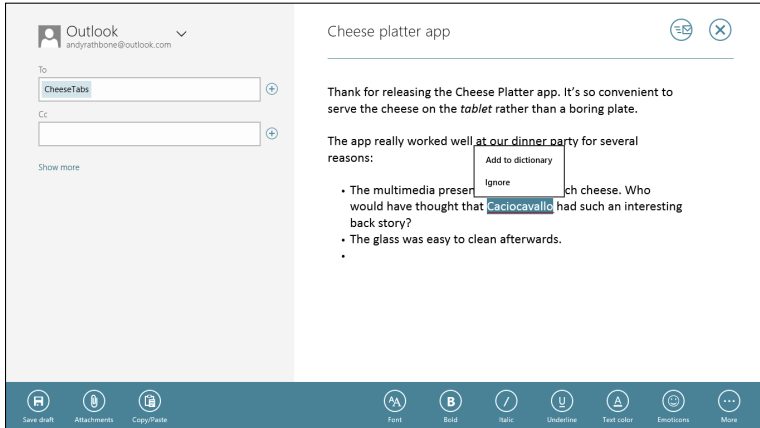 Outlook
andyrathbone@outlook.com
To
CheeseTabs
Cc
Show more
Cheese platter app
Thank for releasing the Cheese Platter app. It's so convenient to
serve the cheese on the tablet rather than a boring plate.
The app really worked well at our dinner party for several
reasons:
Add to dictionary
Ignore
• The multimedia presen ch cheese. Who
would have thought that Caciocavallo had such an interesting
back story?
• The glass was easy to clean afterwards.
•
Save draft
Attachments
Copy/Paste
AA
Font
B
Bold
I
Italic
U
Underline
A
Text color
Emoticons
More